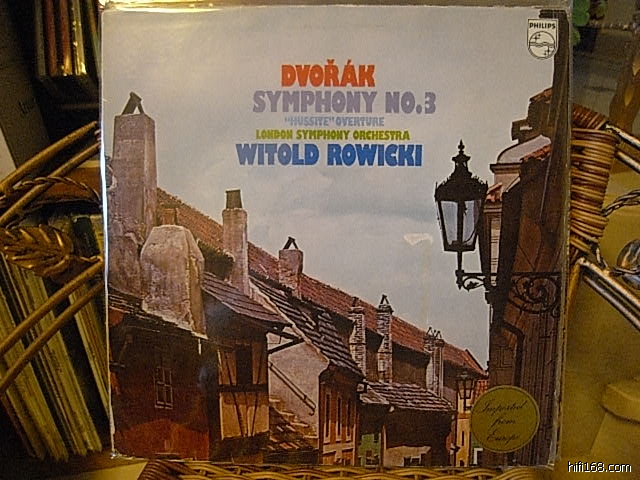 PHILIPS
DVOŘÁK
SYMPHONY NO.3
"HUSSITE" OVERTURE
LONDON SYMPHONY ORCHESTRA
WITOLD ROWICKI
Imported
from
Europe
hifi168.com